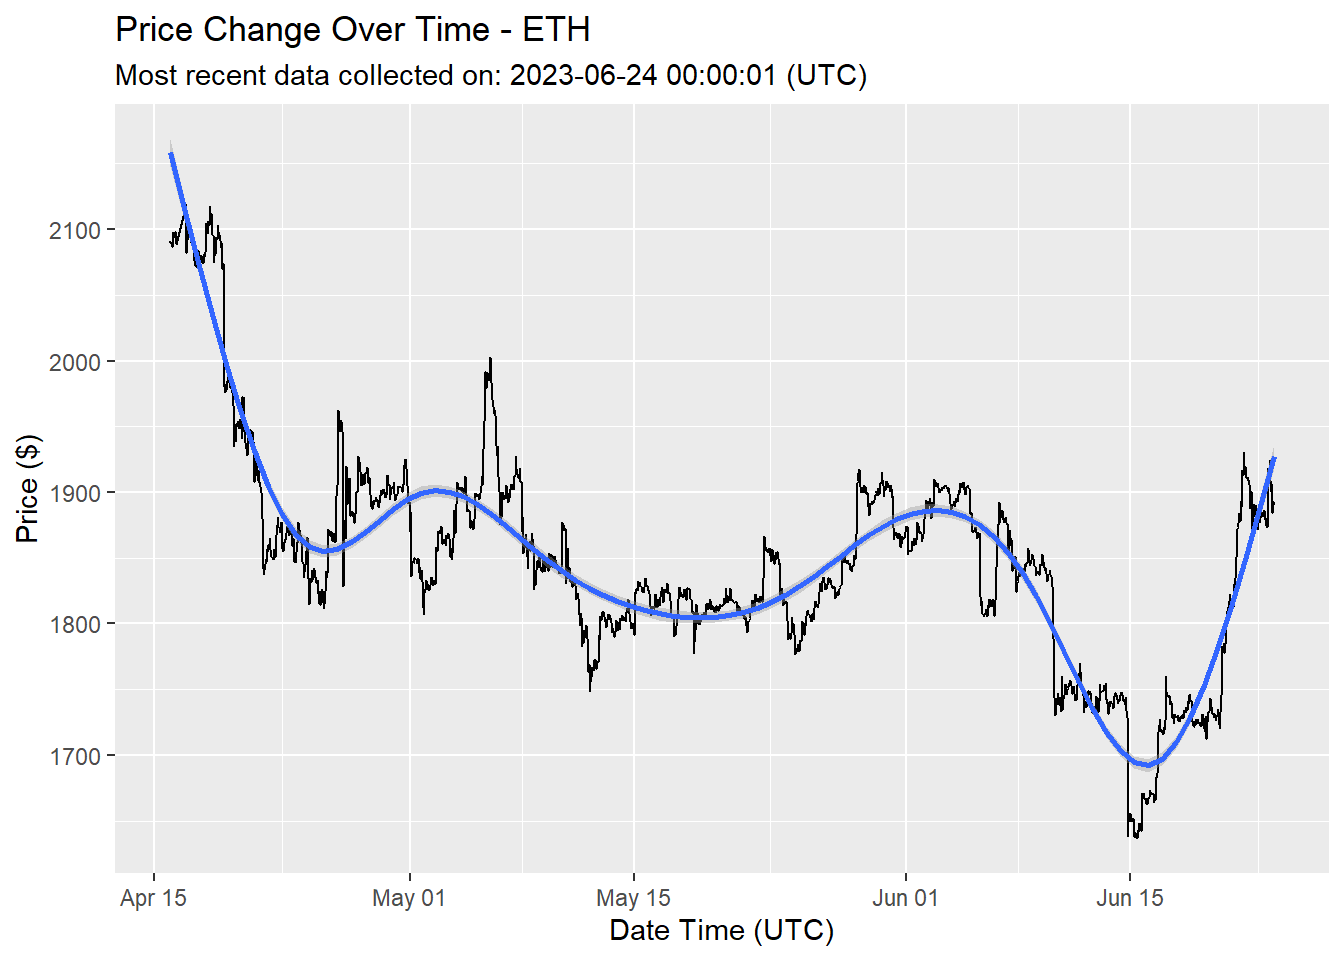 Price Change Over Time - ETH
Most recent data collected on: 2023-06-24 00:00:01 (UTC)
Price ($)
2100
2000
1900
1800
1700
Apr 15
May 01
May 15
Jun 01
Jun 15
Date Time (UTC)